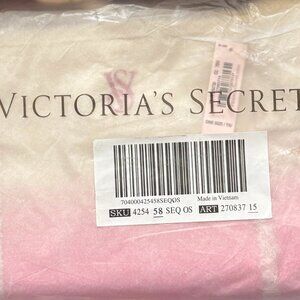 VS
VICTORIA'S SECRET
704000425458SEQOS
Made in Vietnam
SKU 4254 58 SEQ OS ART 270837 15